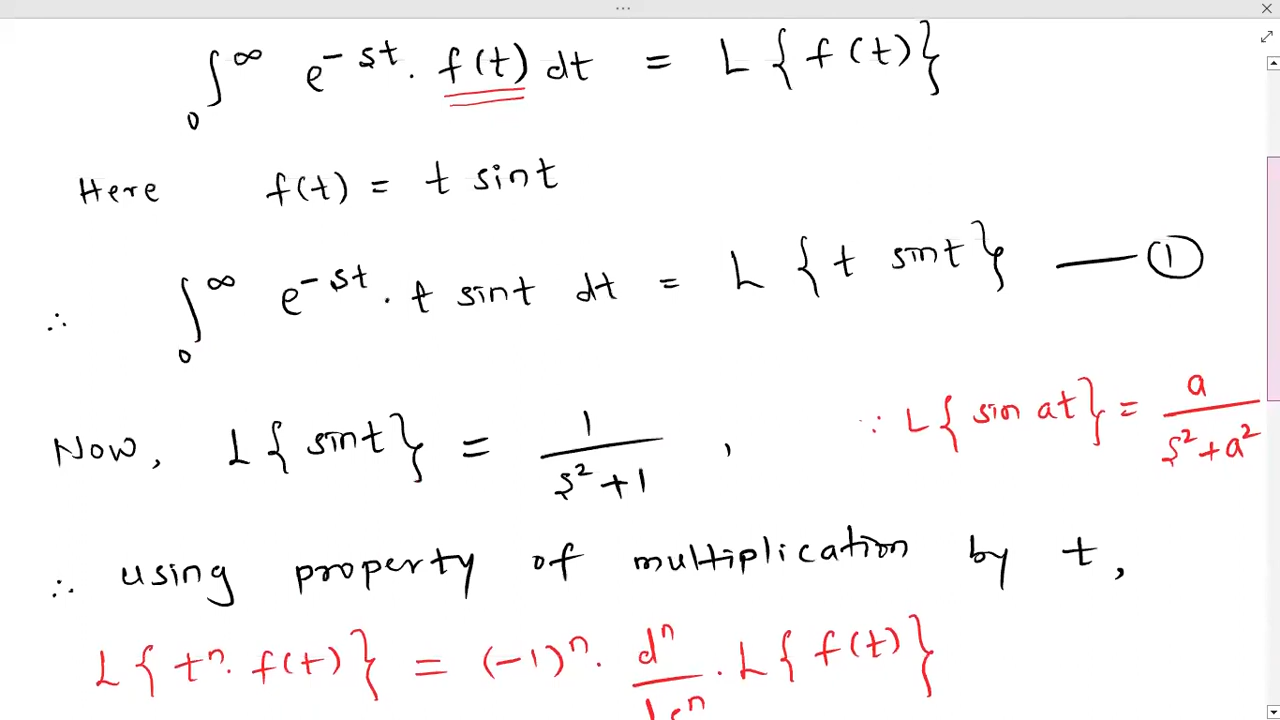 ∫₀^∞ e^{-st} · f(t) dt = L{f(t)}
Here f(t) = t sint
∴ ∫₀^∞ e^{-st} · t sint dt = L{t sint} —— ①
Now, L{sint} = 1/(s²+1) , ∵ L{sin at} = a/(s²+a²)
∴ using property of multiplication by t,
L{tⁿ· f(t)} = (-1)ⁿ · dⁿ/dsⁿ · L{f(t)}